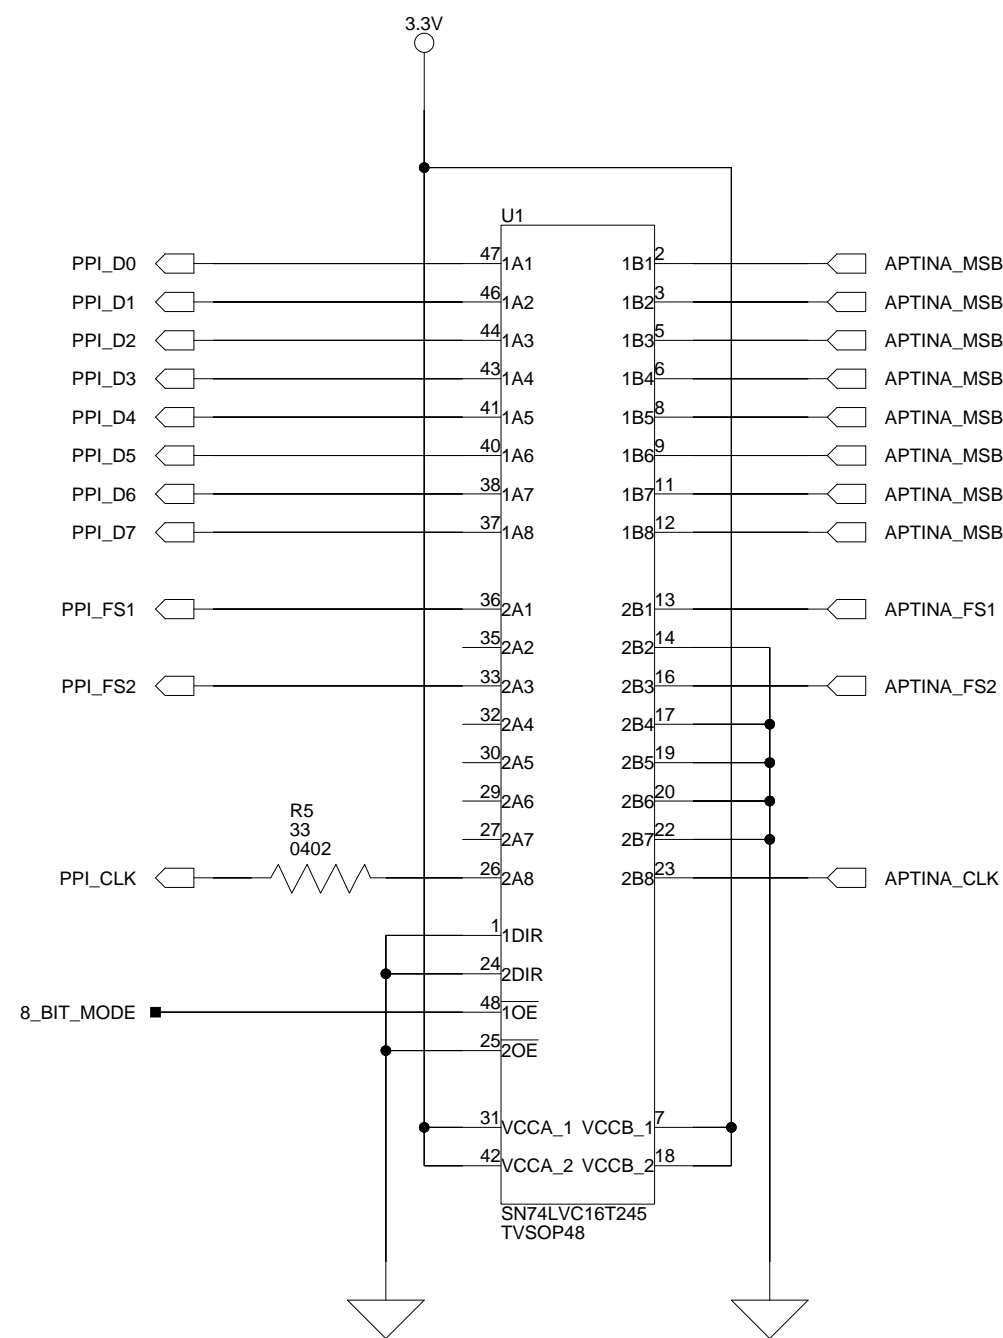 3.3V
U1
PPI_D0 47 1A1 1B1 2 APTINA_MSB
PPI_D1 46 1A2 1B2 3 APTINA_MSB
PPI_D2 44 1A3 1B3 5 APTINA_MSB
PPI_D3 43 1A4 1B4 6 APTINA_MSB
PPI_D4 41 1A5 1B5 8 APTINA_MSB
PPI_D5 40 1A6 1B6 9 APTINA_MSB
PPI_D6 38 1A7 1B7 11 APTINA_MSB
PPI_D7 37 1A8 1B8 12 APTINA_MSB
PPI_FS1 36 2A1 2B1 13 APTINA_FS1
35 2A2 2B2 14
PPI_FS2 33 2A3 2B3 16 APTINA_FS2
32 2A4 2B4 17
30 2A5 2B5 19
29 2A6 2B6 20
R5
33
0402
27 2A7 2B7 22
PPI_CLK 26 2A8 2B8 23 APTINA_CLK
1 1DIR
24 2DIR
8_BIT_MODE 48 1OE
25 2OE
31 VCCA_1 VCCB_1 7
42 VCCA_2 VCCB_2 18
SN74LVC16T245
TVSOP48